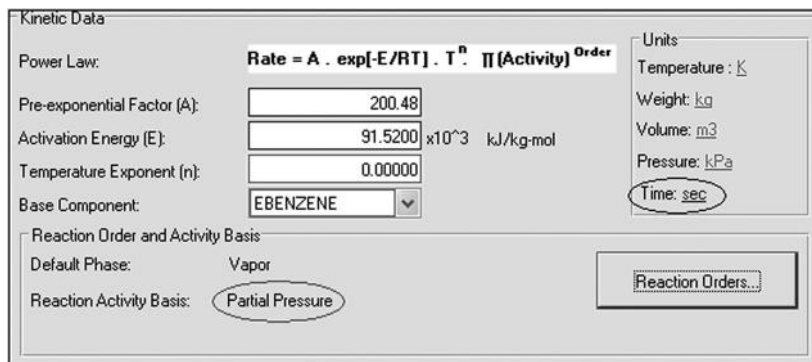 Kinetic Data
Power Law:
Rate = A . exp[-E/RT] . T^n. ∏(Activity)^Order
Pre-exponential Factor (A):
200.48
Activation Energy (E):
91.5200 x10^3 kJ/kg-mol
Temperature Exponent (n):
0.00000
Base Component:
EBENZENE
Units
Temperature : K
Weight: kg
Volume: m3
Pressure: kPa
Time: sec
Reaction Order and Activity Basis
Default Phase:
Vapor
Reaction Activity Basis:
Partial Pressure
Reaction Orders...